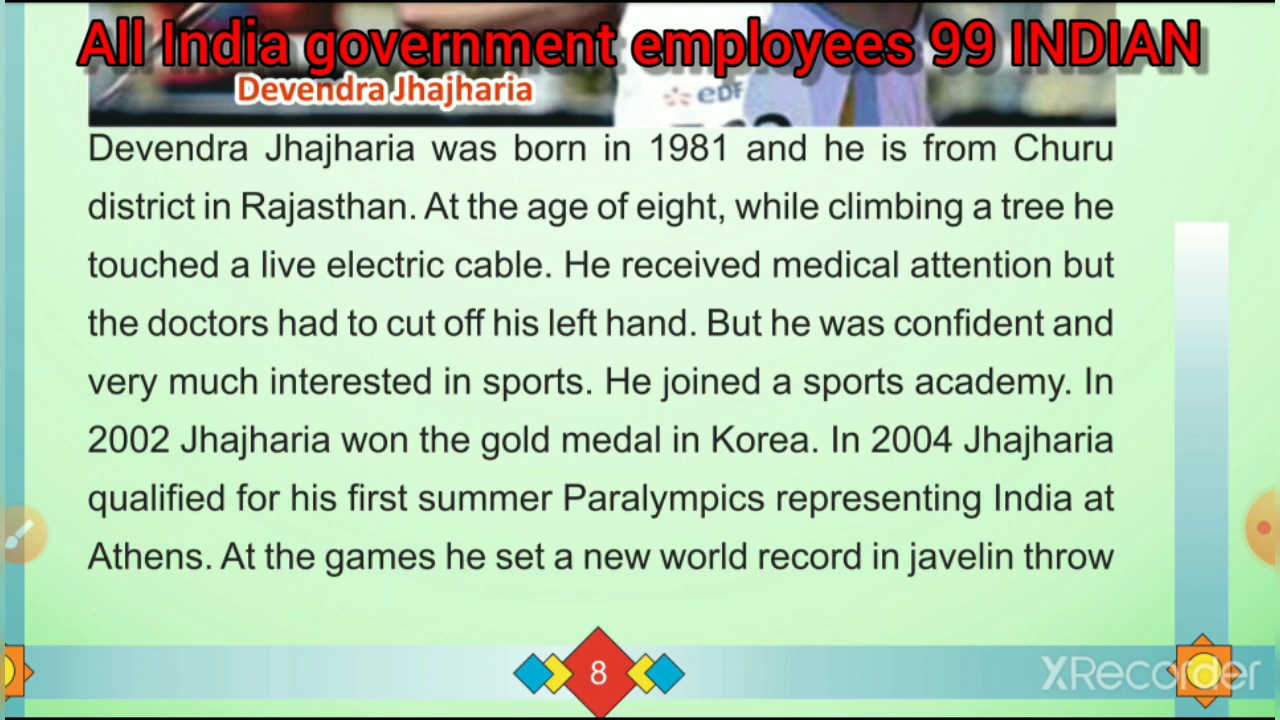 All India government employees 99 INDIAN
Devendra Jhajharia
eDF
Devendra Jhajharia was born in 1981 and he is from Churu
district in Rajasthan. At the age of eight, while climbing a tree he
touched a live electric cable. He received medical attention but
the doctors had to cut off his left hand. But he was confident and
very much interested in sports. He joined a sports academy. In
2002 Jhajharia won the gold medal in Korea. In 2004 Jhajharia
qualified for his first summer Paralympics representing India at
Athens. At the games he set a new world record in javelin throw
8
XRecorder